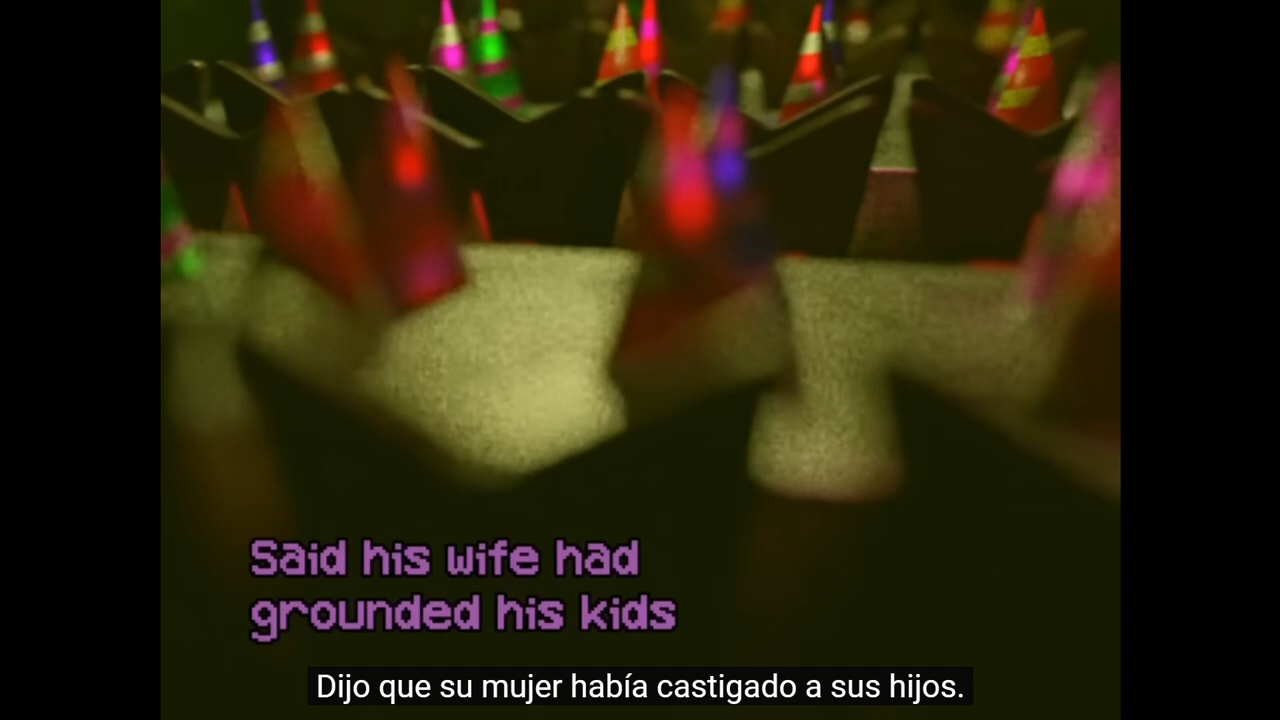 Said his wife had
grounded his kids
Dijo que su mujer había castigado a sus hijos.